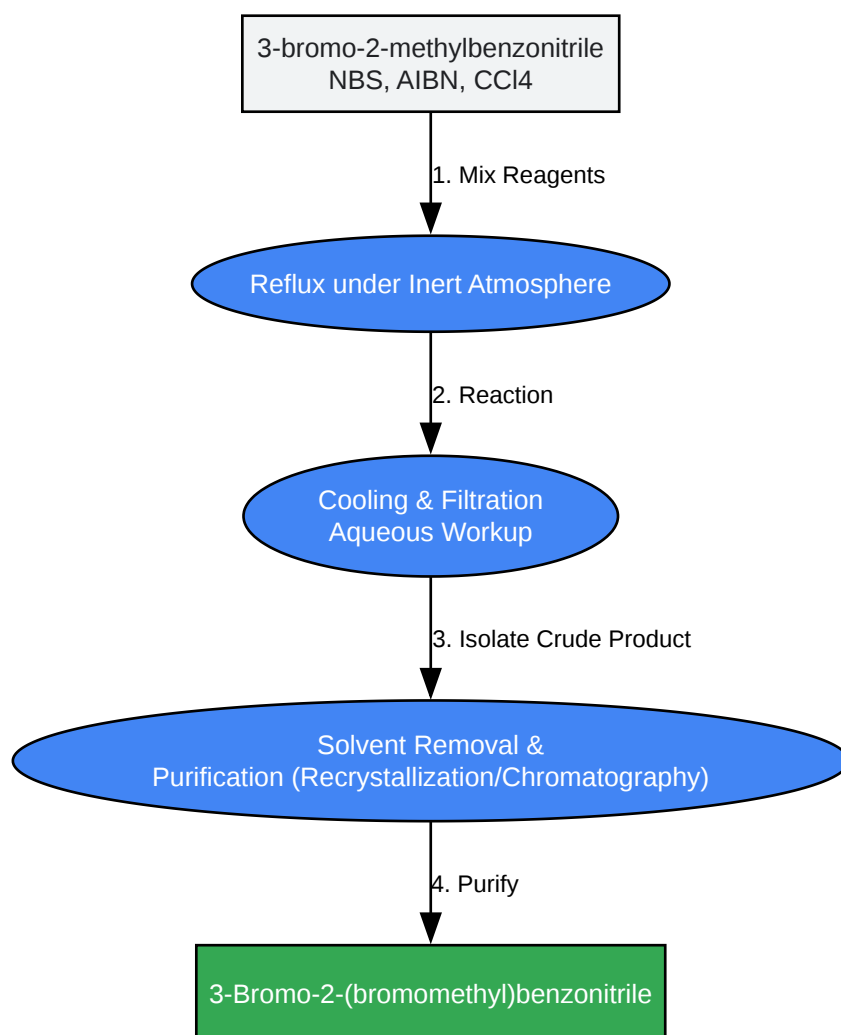 3-bromo-2-methylbenzonitrile
NBS, AIBN, CCl4
1. Mix Reagents
Reflux under Inert Atmosphere
2. Reaction
Cooling & Filtration
Aqueous Workup
3. Isolate Crude Product
Solvent Removal &
Purification (Recrystallization/Chromatography)
4. Purify
3-Bromo-2-(bromomethyl)benzonitrile